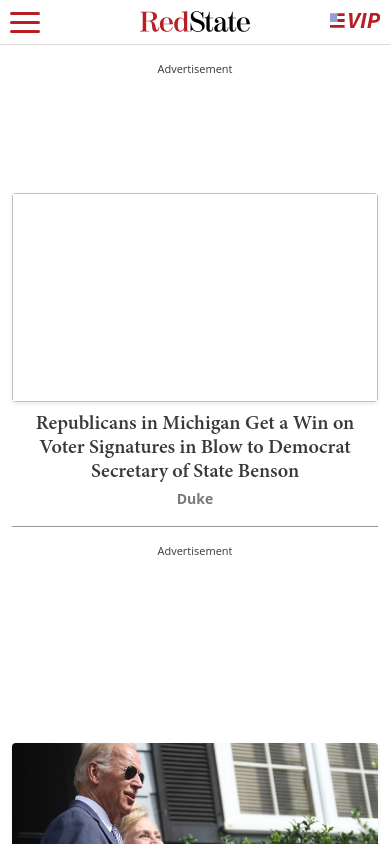 RedState
VIP
Advertisement
Republicans in Michigan Get a Win on
Voter Signatures in Blow to Democrat
Secretary of State Benson
Duke
Advertisement